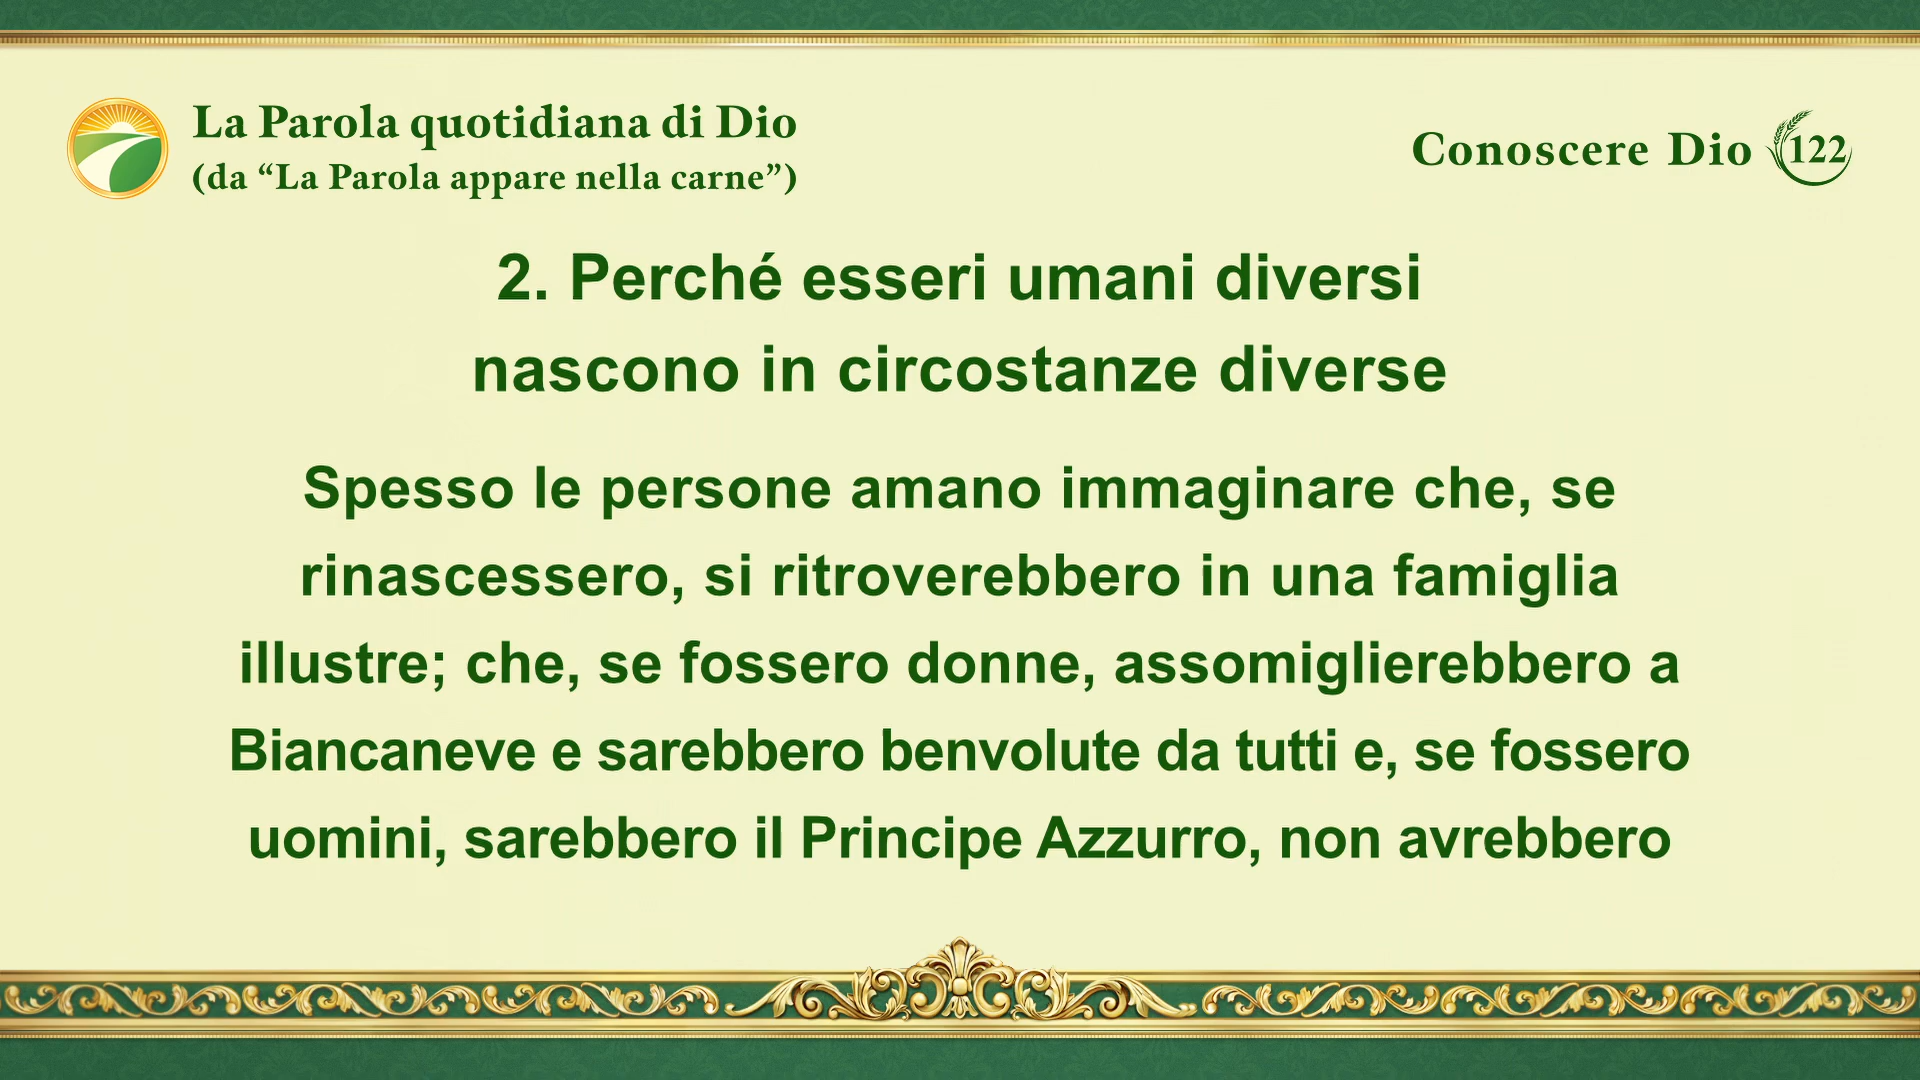 La Parola quotidiana di Dio
(da “La Parola appare nella carne”)
Conoscere Dio 122
2. Perché esseri umani diversi
nascono in circostanze diverse
Spesso le persone amano immaginare che, se
rinascessero, si ritroverebbero in una famiglia
illustre; che, se fossero donne, assomiglierebbero a
Biancaneve e sarebbero benvolute da tutti e, se fossero
uomini, sarebbero il Principe Azzurro, non avrebbero